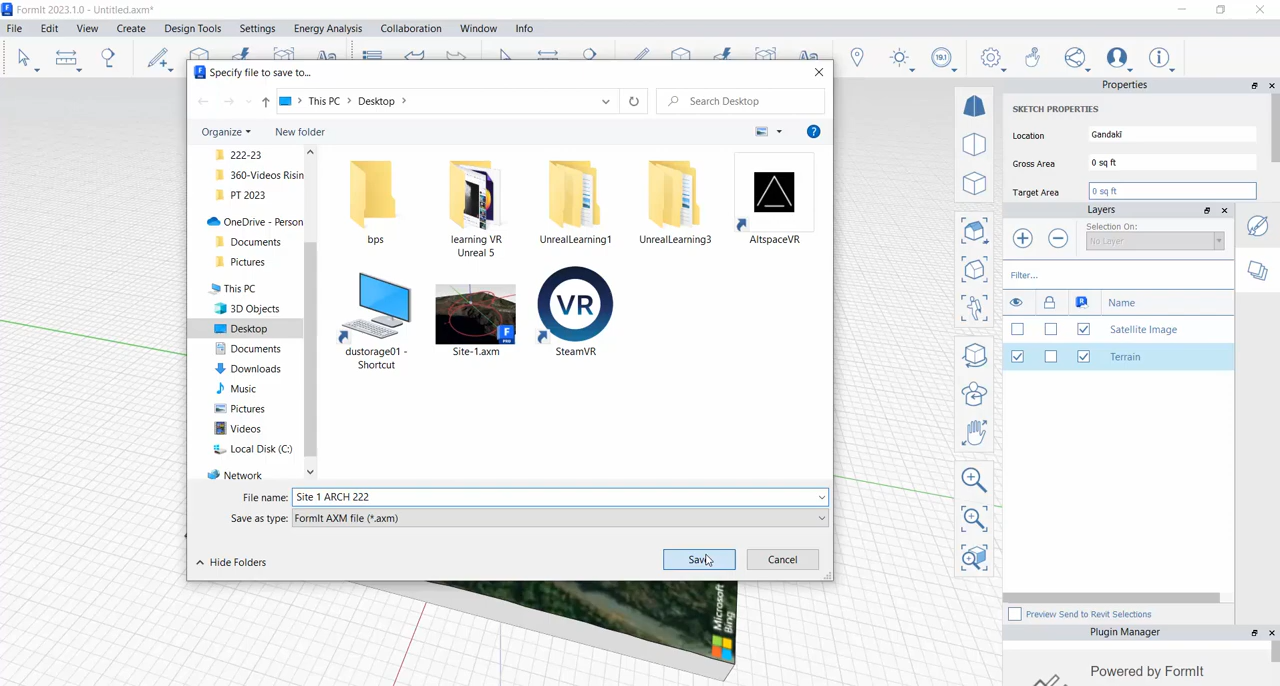 FormIt 2023.1.0 - Untitled.axm*
File Edit View Create Design Tools Settings Energy Analysis Collaboration Window Info
19.1
Specify file to save to...
This PC > Desktop >
Search Desktop
Organize
New folder
222-23
360-Videos Risin
PT 2023
OneDrive - Person
Documents
Pictures
This PC
3D Objects
Desktop
Documents
Downloads
Music
Pictures
Videos
Local Disk (C:)
Network
bps
learning VR
Unreal 5
UnrealLearning1
UnrealLearning3
AltspaceVR
dustorage01 -
Shortcut
Site-1.axm
VR
SteamVR
File name: Site 1 ARCH 222
Save as type: FormIt AXM file (*.axm)
Hide Folders
Save
Cancel
Microsoft
Bing
Properties
SKETCH PROPERTIES
Location Gandaki
Gross Area 0 sq ft
Target Area 0 sq ft
Layers
Selection On:
No Layer
Filter...
Name
Satellite Image
Terrain
Preview Send to Revit Selections
Plugin Manager
Powered by FormIt